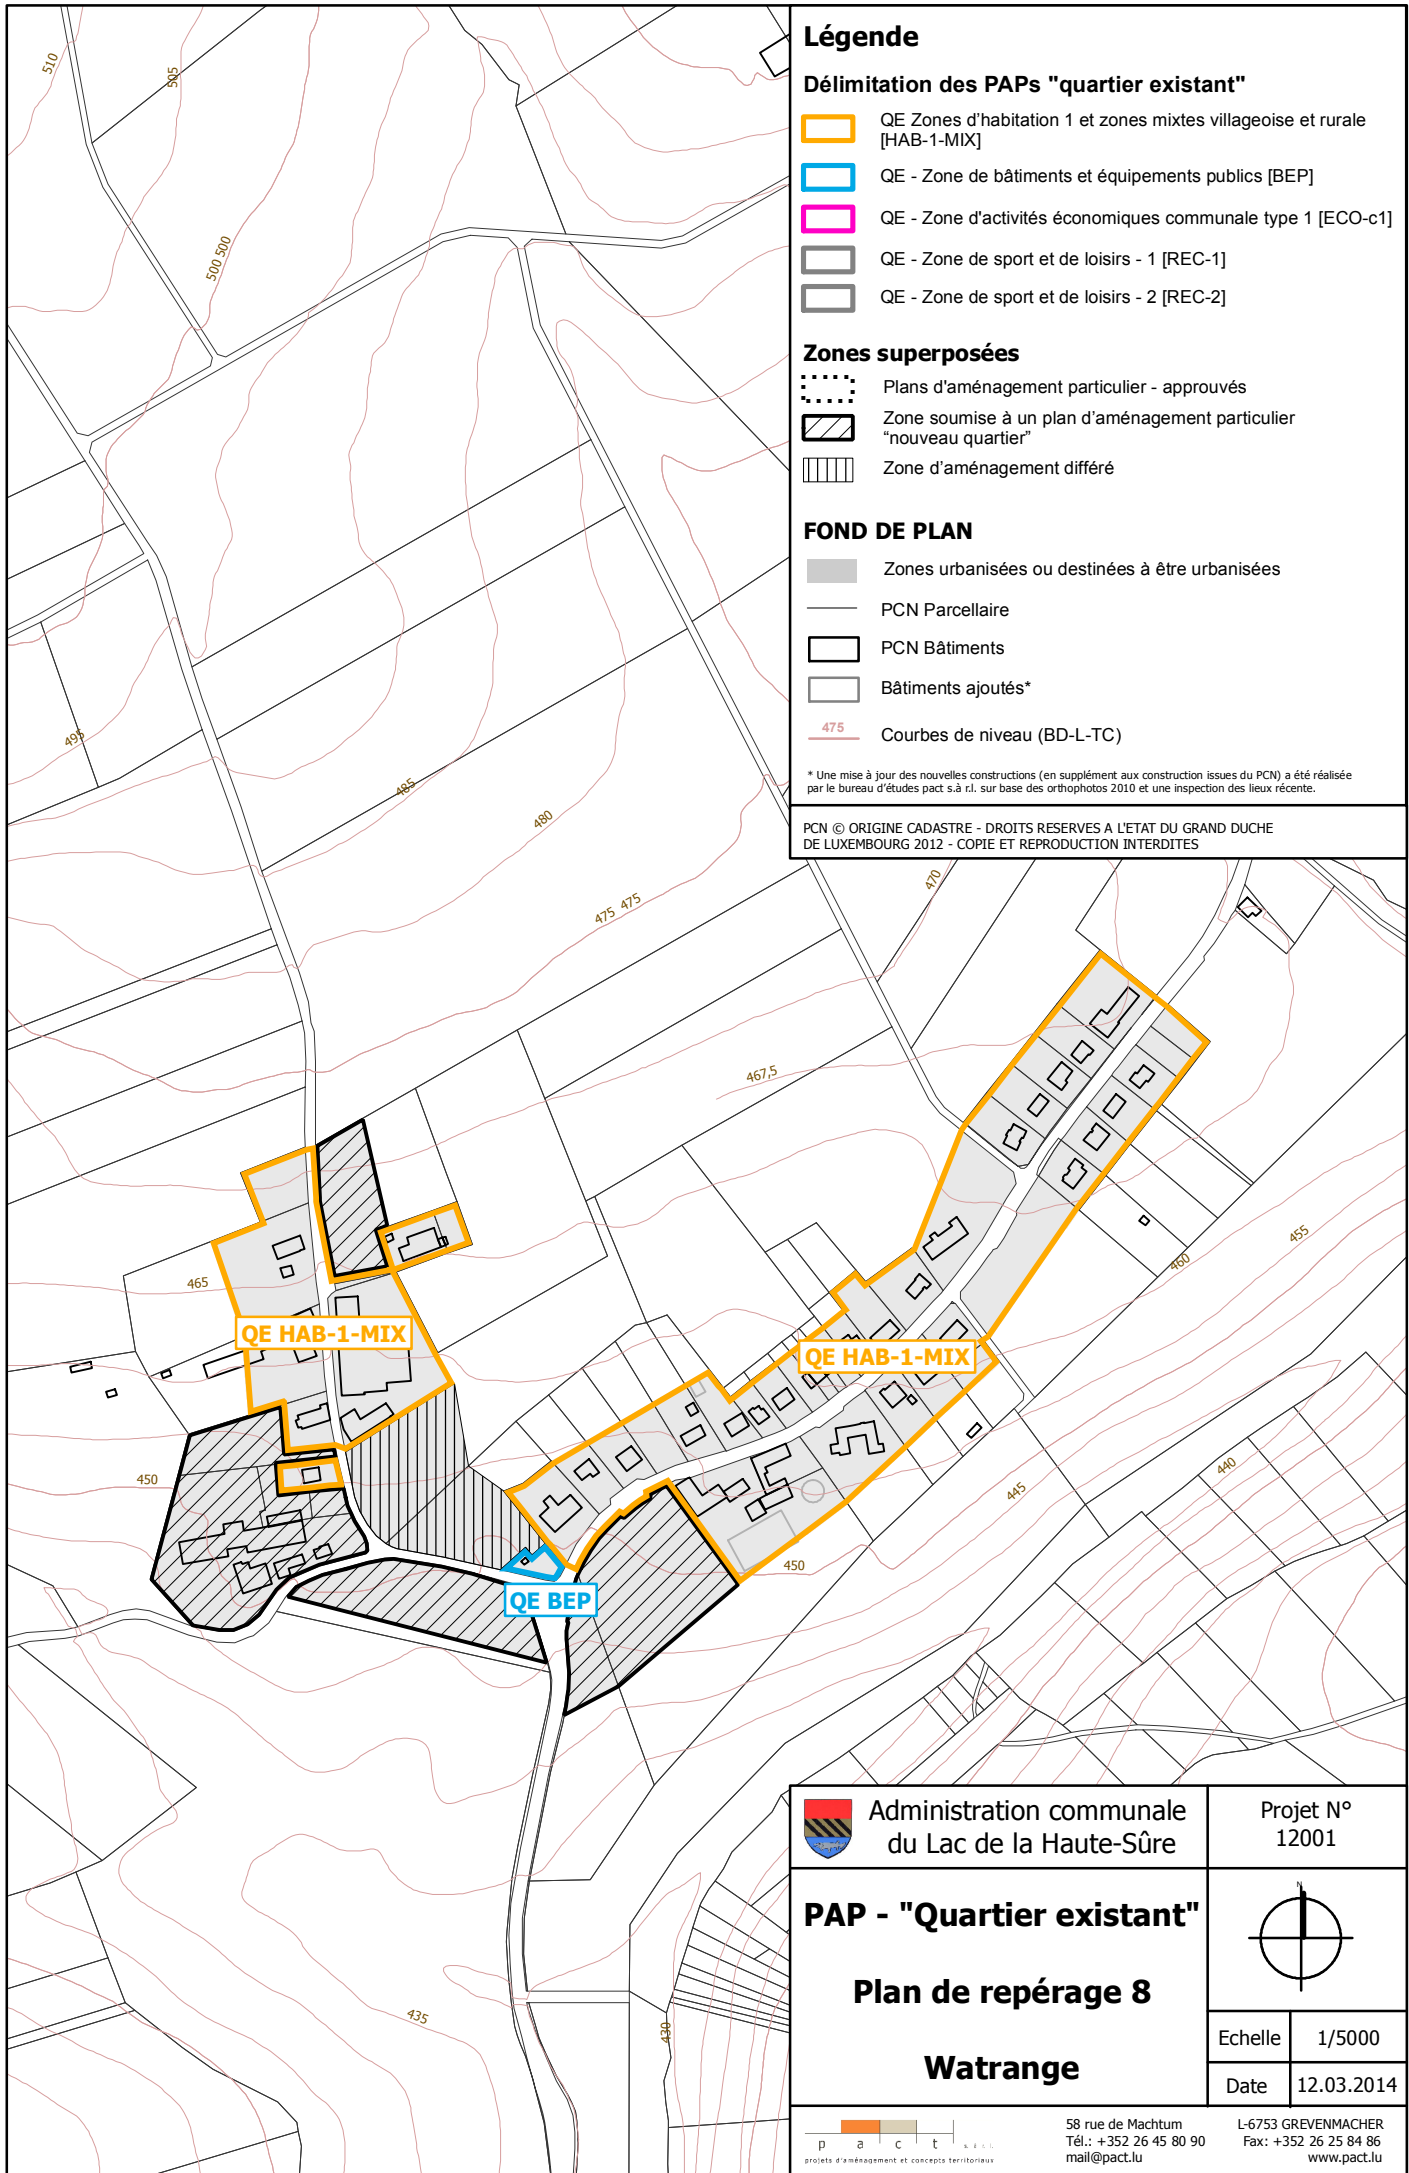 Légende
Délimitation des PAPs "quartier existant"
QE Zones d'habitation 1 et zones mixtes villageoise et rurale
[HAB-1-MIX]
QE - Zone de bâtiments et équipements publics [BEP]
QE - Zone d'activités économiques communale type 1 [ECO-c1]
QE - Zone de sport et de loisirs - 1 [REC-1]
QE - Zone de sport et de loisirs - 2 [REC-2]
Zones superposées
Plans d'aménagement particulier - approuvés
Zone soumise à un plan d'aménagement particulier
“nouveau quartier”
Zone d'aménagement différé
FOND DE PLAN
Zones urbanisées ou destinées à être urbanisées
PCN Parcellaire
PCN Bâtiments
Bâtiments ajoutés*
475
Courbes de niveau (BD-L-TC)
* Une mise à jour des nouvelles constructions (en supplément aux construction issues du PCN) a été réalisée
par le bureau d'études pact s.à r.l. sur base des orthophotos 2010 et une inspection des lieux récente.
PCN © ORIGINE CADASTRE - DROITS RESERVES A L'ETAT DU GRAND DUCHE
DE LUXEMBOURG 2012 - COPIE ET REPRODUCTION INTERDITES
510
505
500 500
495
485
480
475 475
470
467,5
465
460
455
450
450
445
440
435
430
QE HAB-1-MIX
QE HAB-1-MIX
QE BEP
Administration communale
du Lac de la Haute-Sûre
Projet N°
12001
PAP - "Quartier existant"
Plan de repérage 8
Watrange
N
Echelle
1/5000
Date
12.03.2014
p a c t
projets d'aménagement et concepts territoriaux
58 rue de Machtum
Tél.: +352 26 45 80 90
mail@pact.lu
L-6753 GREVENMACHER
Fax: +352 26 25 84 86
www.pact.lu